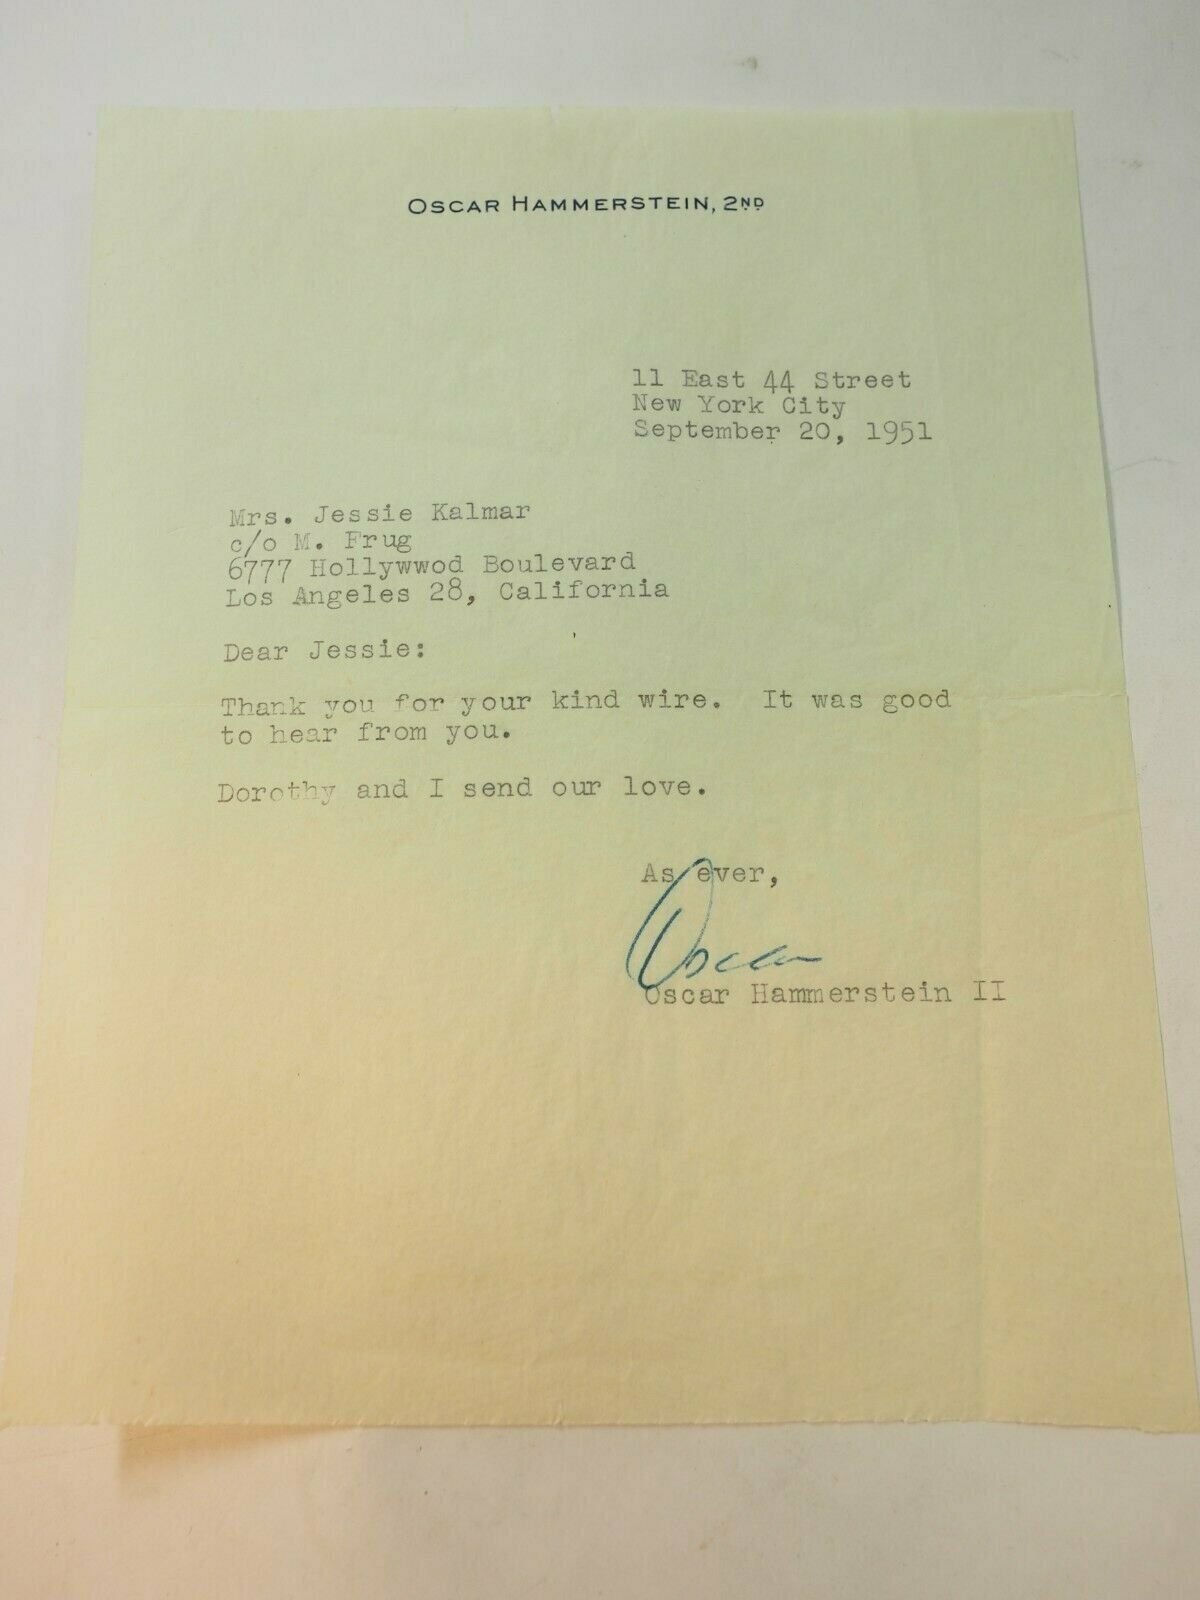 OSCAR HAMMERSTEIN, 2ND
11 East 44 Street
New York City
September 20, 1951
Mrs. Jessie Kalmar
c/o M. Frug
6777 Hollywwod Boulevard
Los Angeles 28, California
Dear Jessie:
Thank you for your kind wire. It was good
to hear from you.
Dorothy and I send our love.
As ever,
Oscar
Oscar Hammerstein II